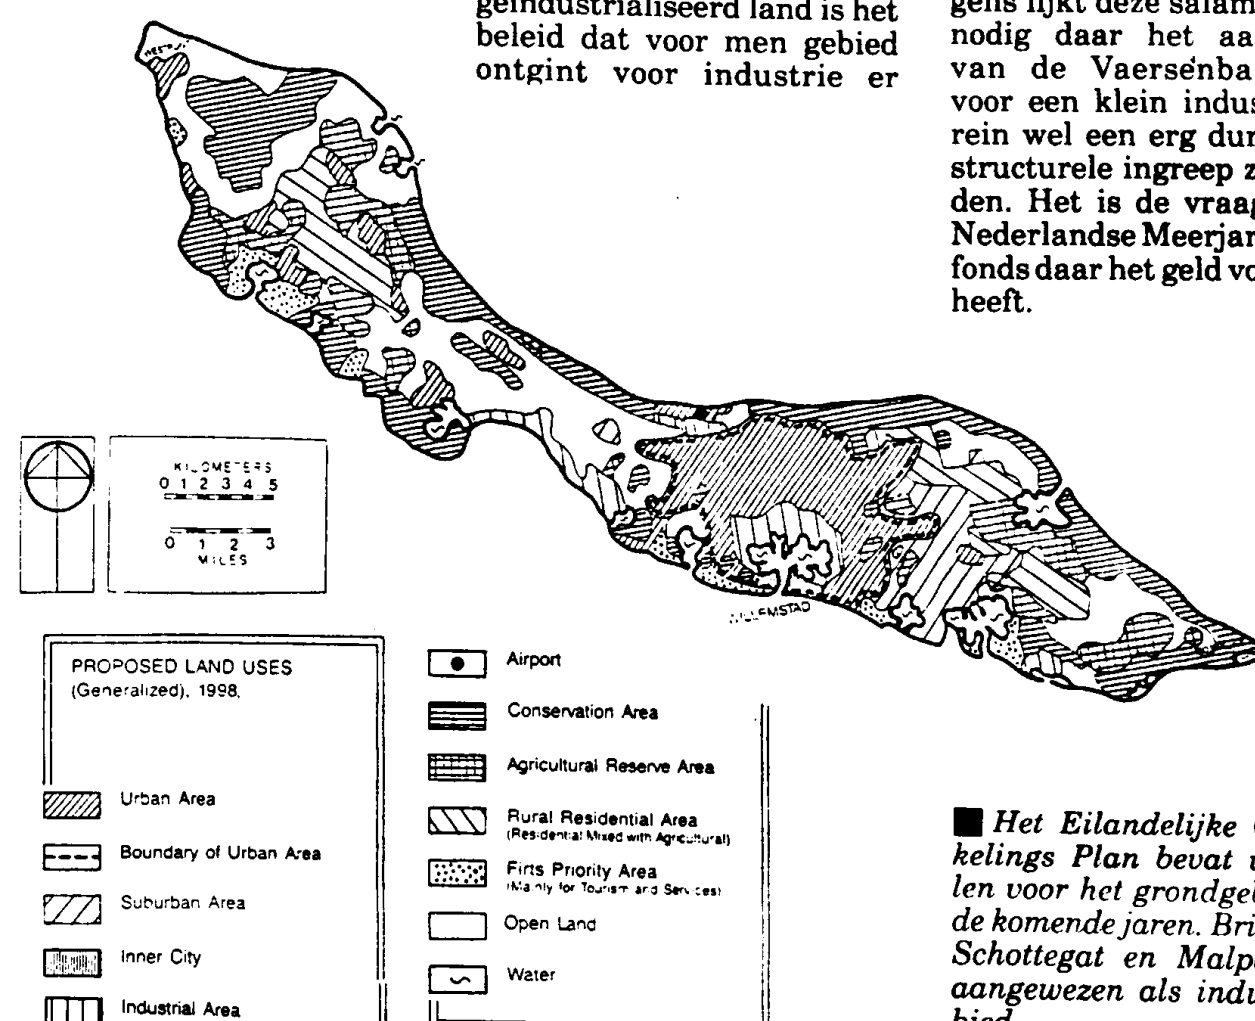 geïndustrialiseerd land is het
beleid dat voor men gebied
ontgint voor industrie er
gens lijkt deze salam
nodig daar het aa
van de Vaersenba
voor een klein indus
rein wel een erg dur
structurele ingreep z
den. Het is de vraag
Nederlandse Meerjar
fonds daar het geld vo
heeft.
KILOMETERS
0 1 2 3 4 5
0 1 2 3
MILES
WILLEMSTAD
PROPOSED LAND USES
(Generalized), 1998,
Urban Area
Boundary of Urban Area
Suburban Area
Inner City
Industrial Area
Airport
Conservation Area
Agricultural Reserve Area
Rural Residential Area
(Residential Mixed with Agricultural)
Firts Priority Area
(Mainly for Tourism and Services)
Open Land
Water
Het Eilandelijke
kelings Plan bevat u
len voor het grondgel
de komende jaren. Bri
Schottegat en Malp
aangewezen als indu
bied